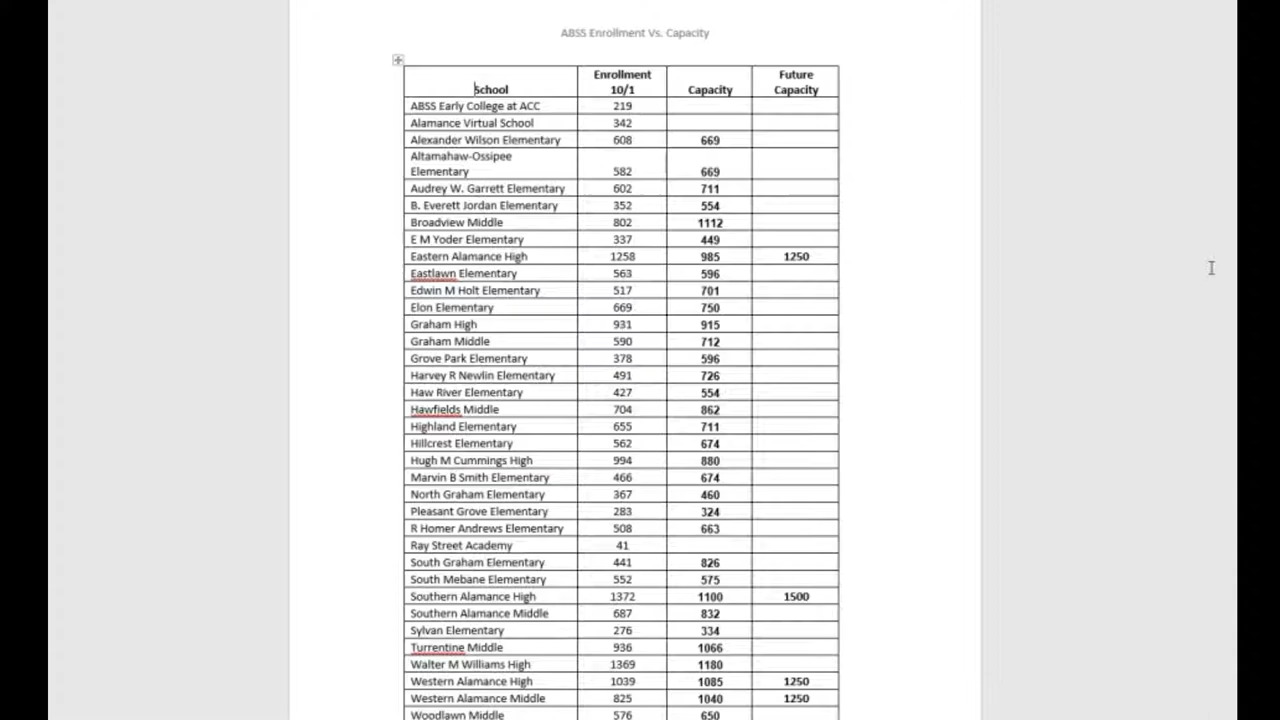 ABSS Enrollment Vs. Capacity
School Enrollment 10/1 Capacity Future Capacity
ABSS Early College at ACC 219
Alamance Virtual School 342
Alexander Wilson Elementary 608 669
Altamahaw-Ossipee
Elementary 582 669
Audrey W. Garrett Elementary 602 711
B. Everett Jordan Elementary 352 554
Broadview Middle 802 1112
E M Yoder Elementary 337 449
Eastern Alamance High 1258 985 1250
Eastlawn Elementary 563 596
Edwin M Holt Elementary 517 701
Elon Elementary 669 750
Graham High 931 915
Graham Middle 590 712
Grove Park Elementary 378 596
Harvey R Newlin Elementary 491 726
Haw River Elementary 427 554
Hawfields Middle 704 862
Highland Elementary 655 711
Hillcrest Elementary 562 674
Hugh M Cummings High 994 880
Marvin B Smith Elementary 466 674
North Graham Elementary 367 460
Pleasant Grove Elementary 283 324
R Homer Andrews Elementary 508 663
Ray Street Academy 41
South Graham Elementary 441 826
South Mebane Elementary 552 575
Southern Alamance High 1372 1100 1500
Southern Alamance Middle 687 832
Sylvan Elementary 276 334
Turrentine Middle 936 1066
Walter M Williams High 1369 1180
Western Alamance High 1039 1085 1250
Western Alamance Middle 825 1040 1250
Woodlawn Middle 576 650